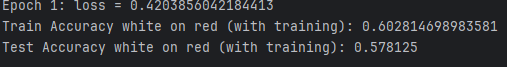 Epoch 1: loss = 0.4203856042184413
Train Accuracy white on red (with training): 0.602814698983581
Test Accuracy white on red (with training): 0.578125